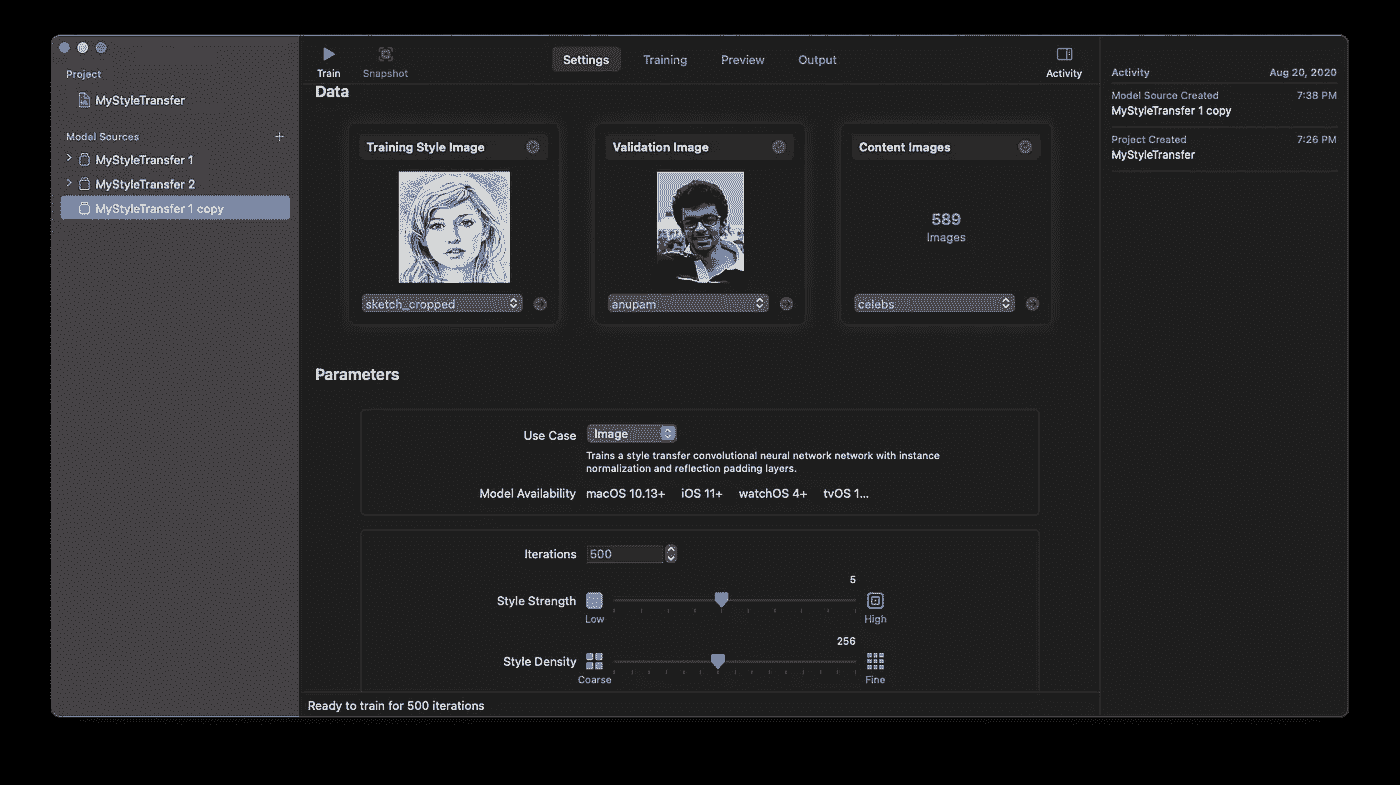 Project
MyStyleTransfer
Model Sources
+
MyStyleTransfer 1
MyStyleTransfer 2
MyStyleTransfer 1 copy
Train
Snapshot
Settings
Training
Preview
Output
Activity
Data
Training Style Image
sketch_cropped
Validation Image
anupam
Content Images
589
Images
celebs
Parameters
Use Case
Image
Trains a style transfer convolutional neural network network with instance
normalization and reflection padding layers.
Model Availability
macOS 10.13+ iOS 11+ watchOS 4+ tvOS 1...
Iterations
500
5
Style Strength
Low
High
256
Style Density
Coarse
Fine
Ready to train for 500 iterations
Activity
Aug 20, 2020
Model Source Created
7:38 PM
MyStyleTransfer 1 copy
Project Created
7:26 PM
MyStyleTransfer